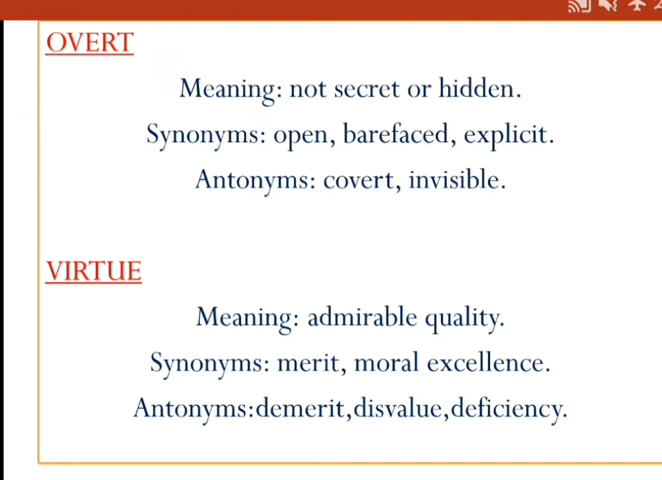 OVERT
Meaning: not secret or hidden.
Synonyms: open, barefaced, explicit.
Antonyms: covert, invisible.
VIRTUE
Meaning: admirable quality.
Synonyms: merit, moral excellence.
Antonyms:demerit,disvalue,deficiency.